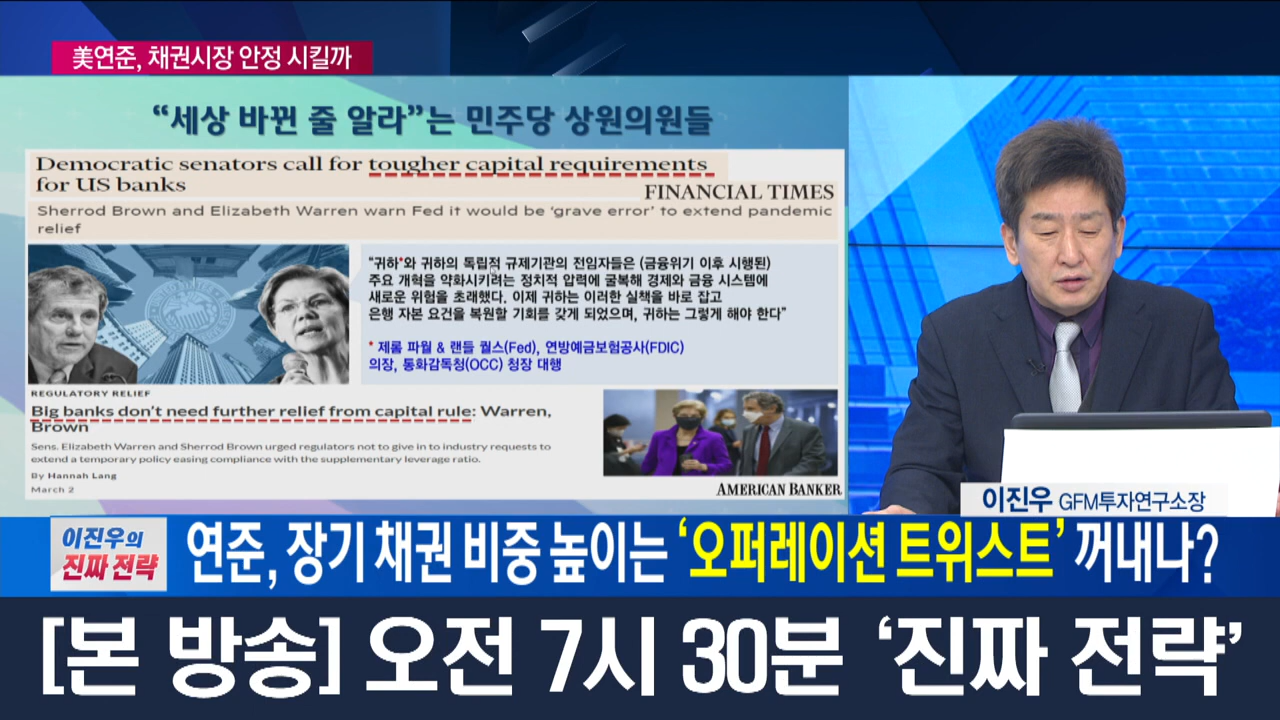 美연준, 채권시장 안정 시킬까
“세상 바뀐 줄 알라”는 민주당 상원의원들
Democratic senators call for tougher capital requirements
for US banks
FINANCIAL TIMES
Sherrod Brown and Elizabeth Warren warn Fed it would be ‘grave error’ to extend pandemic
relief
“귀하*와 귀하의 독립적 규제기관의 전임자들은 (금융위기 이후 시행된)
주요 개혁을 약화시키려는 정치적 압력에 굴복해 경제와 금융 시스템에
새로운 위험을 초래했다. 이제 귀하는 이러한 실책을 바로 잡고
은행 자본 요건을 복원할 기회를 갖게 되었으며, 귀하는 그렇게 해야 한다”
* 제롬 파월 & 랜들 퀄스(Fed), 연방예금보험공사(FDIC)
의장, 통화감독청(OCC) 청장 대행
REGULATORY RELIEF
Big banks don’t need further relief from capital rule: Warren,
Brown
Sens. Elizabeth Warren and Sherrod Brown urged regulators not to give in to industry requests to
extend a temporary policy easing compliance with the supplementary leverage ratio.
By Hannah Lang
March 2
AMERICAN BANKER
이진우 GFM투자연구소장
이진우의
진짜 전략
연준, 장기 채권 비중 높이는 ‘오퍼레이션 트위스트’ 꺼내나?
[본 방송] 오전 7시 30분 ‘진짜 전략’